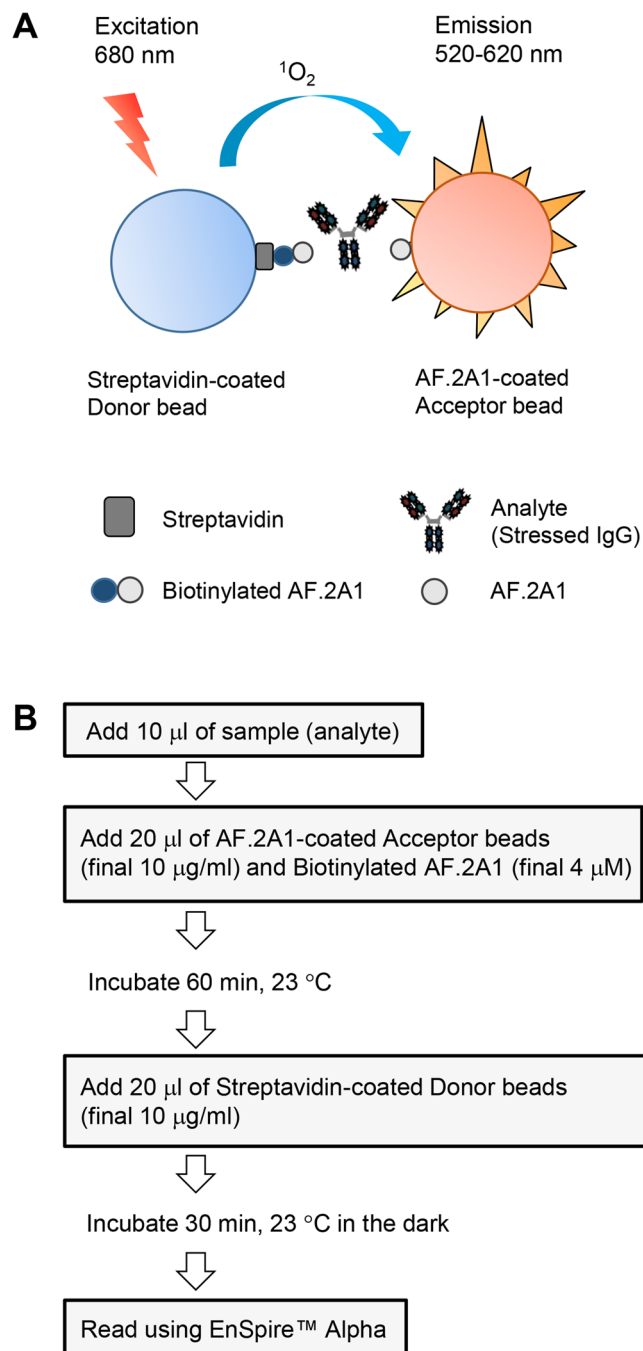 A
Excitation
680 nm
¹O₂
Emission
520-620 nm
Streptavidin-coated
Donor bead
AF.2A1-coated
Acceptor bead
Streptavidin
Analyte
(Stressed IgG)
Biotinylated AF.2A1
AF.2A1
B
Add 10 μl of sample (analyte)
Add 20 μl of AF.2A1-coated Acceptor beads
(final 10 μg/ml) and Biotinylated AF.2A1 (final 4 μM)
Incubate 60 min, 23 °C
Add 20 μl of Streptavidin-coated Donor beads
(final 10 μg/ml)
Incubate 30 min, 23 °C in the dark
Read using EnSpire™ Alpha